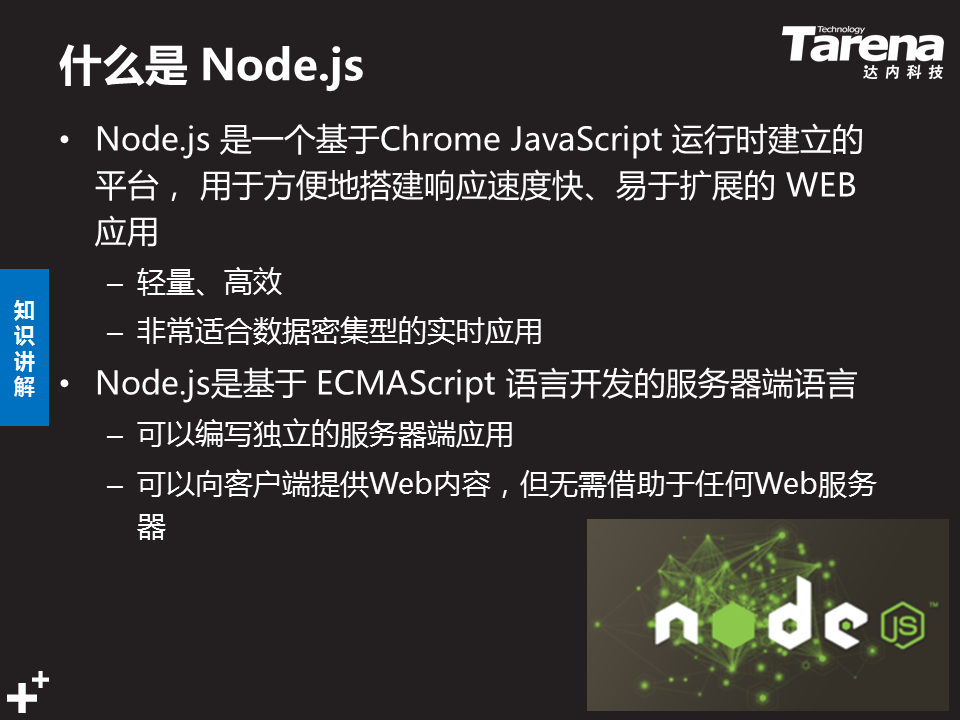 什么是 Node.js
Technology
Tarena
达内科技
• Node.js 是一个基于Chrome JavaScript 运行时建立的
平台， 用于方便地搭建响应速度快、易于扩展的 WEB
应用
– 轻量、高效
– 非常适合数据密集型的实时应用
知识讲解
• Node.js是基于 ECMAScript 语言开发的服务器端语言
– 可以编写独立的服务器端应用
– 可以向客户端提供Web内容，但无需借助于任何Web服务
器
node JS™